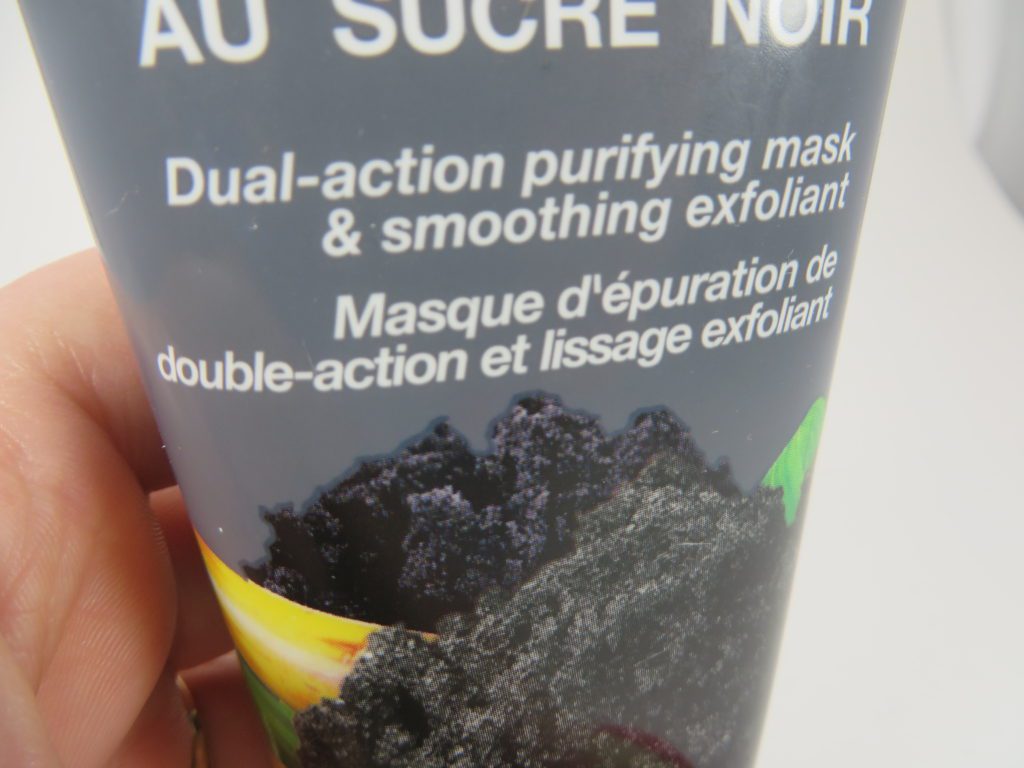 AU SUCRE NOIR
Dual-action purifying mask
& smoothing exfoliant
Masque d'épuration de
double-action et lissage exfoliant